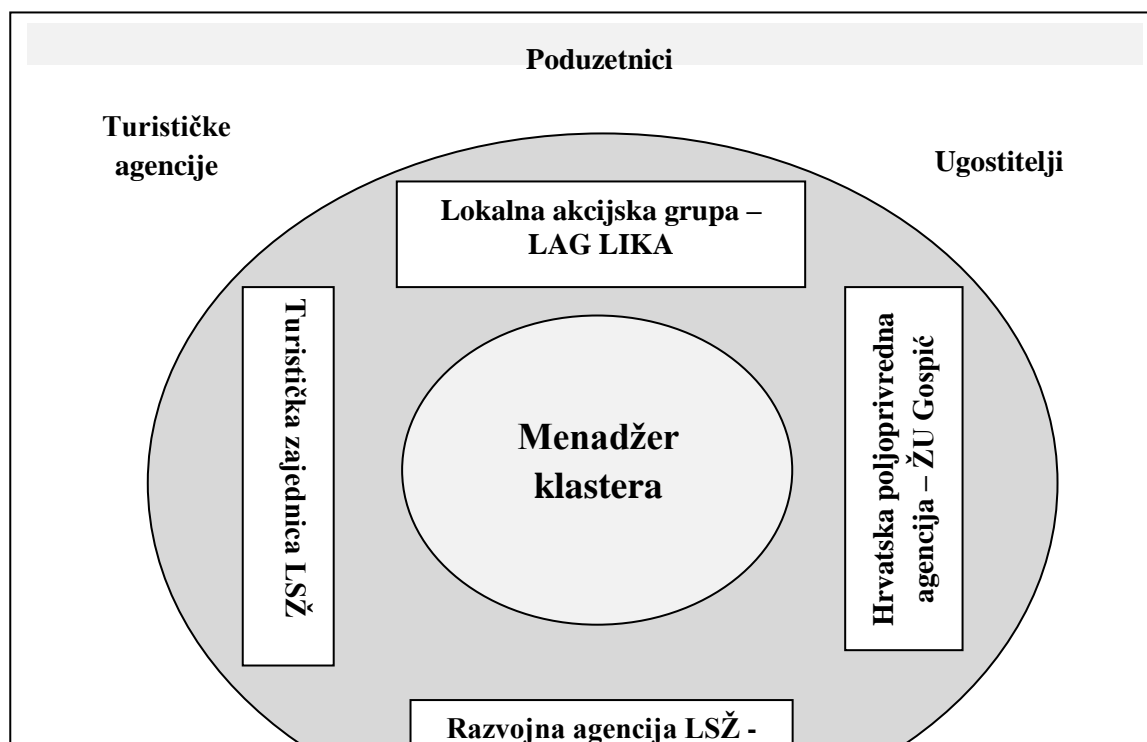 Poduzetnici
Turističke
agencije
Ugostitelji
Lokalna akcijska grupa –
LAG LIKA
Turistička zajednica LSŽ
Menadžer
klastera
Hrvatska poljoprivredna
agencija – ŽU Gospić
Razvojna agencija LSŽ -